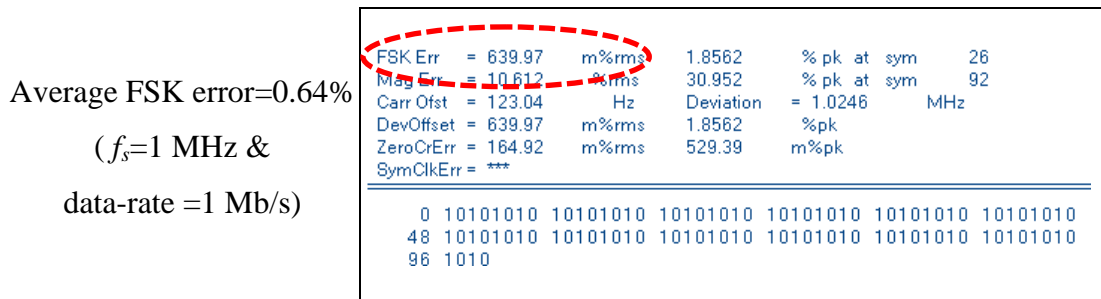 Average FSK error=0.64%
( fs=1 MHz &
data-rate =1 Mb/s)
FSK Err = 639.97 m%rms 1.8562 % pk at sym 26
Mag Err = 10.612 %rms 30.952 % pk at sym 92
Carr Ofst = 123.04 Hz Deviation = 1.0246 MHz
DevOffset = 639.97 m%rms 1.8562 %pk
ZeroCrErr = 164.92 m%rms 529.39 m%pk
SymClkErr = ***
0 10101010 10101010 10101010 10101010 10101010 10101010
48 10101010 10101010 10101010 10101010 10101010 10101010
96 1010